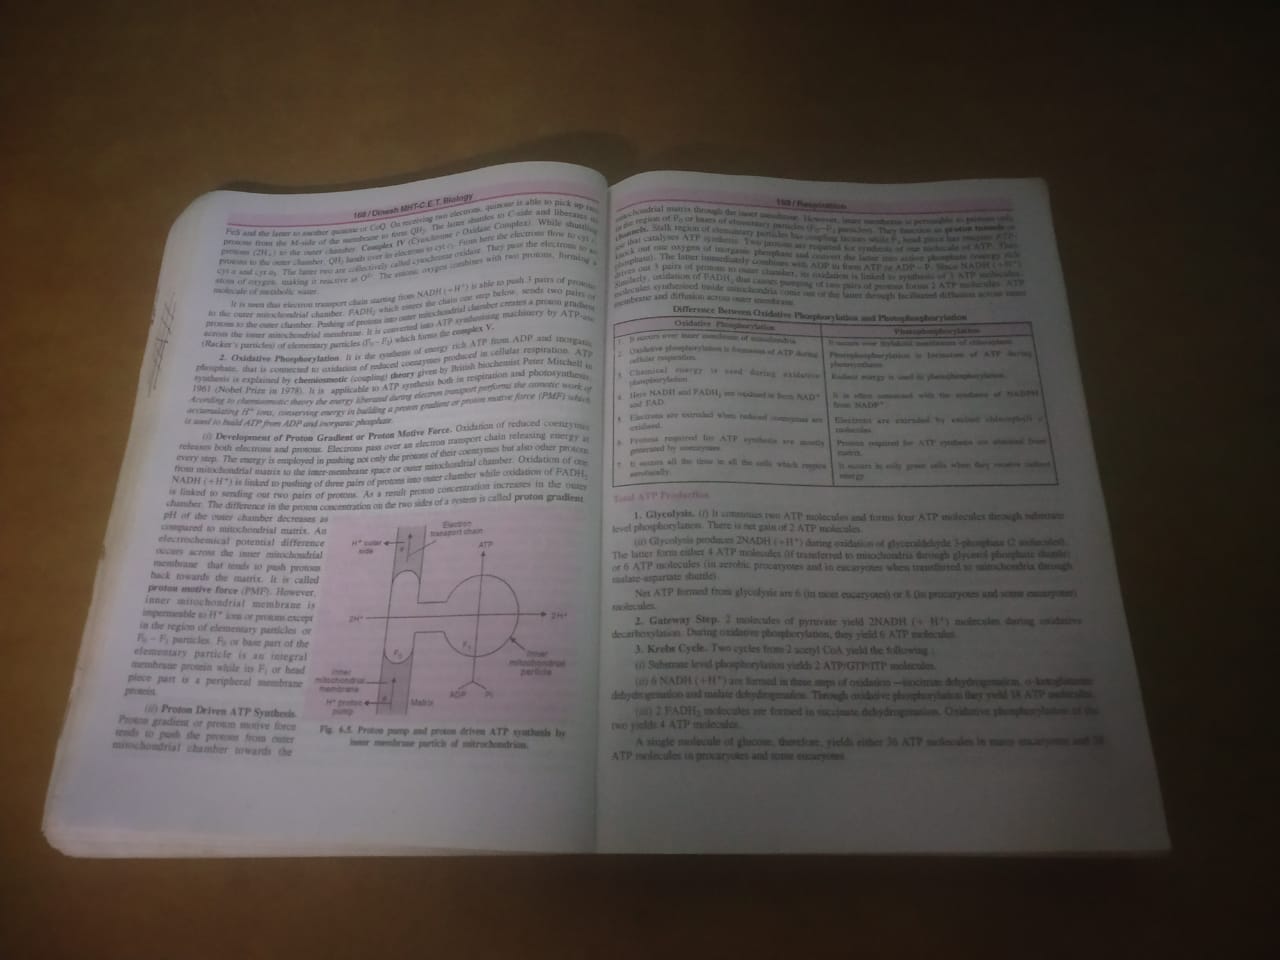 168 / Dinesh MHT-C.E.T. Biology
FeS and the latter to another quinone or CoQ. On receiving two electrons, quinone is able to pick up two
protons from the M-side of the membrane to form QH2. The latter shuttles to C-side and liberates
protons (2H+) to the outer chamber. Complex IV (Cytochrome c Oxidase Complex). While shuttling
protons to the outer chamber, QH2 hands over its electrons to cyt c1. From here the electrons flow to cyt c,
cyt a and cyt a3. The latter two are collectively called cytochrome oxidase. They pass the electrons to an
atom of oxygen, making it reactive as O2-. The anionic oxygen combines with two protons, forming a
molecule of metabolic water.
It is seen that electron transport chain starting from NADH (+H+) is able to push 3 pairs of protons
to the outer mitochondrial chamber. FADH2 which enters the chain one step below, sends two pairs of
protons to the outer chamber. Pushing of protons into outer mitochondrial chamber creates a proton gradient
across the inner mitochondrial membrane. It is converted into ATP synthesising machinery by ATP-ase
(Racker's particles) of elementary particles (F0 – F1) which forms the complex V.
2. Oxidative Phosphorylation. It is the synthesis of energy rich ATP from ADP and inorganic
phosphate, that is connected to oxidation of reduced coenzymes produced in cellular respiration. ATP
synthesis is explained by chemiosmotic (coupling) theory given by British biochemist Peter Mitchell in
1961 (Nobel Prize in 1978). It is applicable to ATP synthesis both in respiration and photosynthesis.
According to chemiosmotic theory the energy liberated during electron transport performs the osmotic work of
accumulating H+ ions, conserving energy in building a proton gradient or proton motive force (PMF) which
is used to build ATP from ADP and inorganic phosphate.
(i) Development of Proton Gradient or Proton Motive Force. Oxidation of reduced coenzymes
releases both electrons and protons. Electrons pass over an electron transport chain releasing energy at
every step. The energy is employed in pushing not only the protons of their coenzymes but also other protons
from mitochondrial matrix to the inter-membrane space or outer mitochondrial chamber. Oxidation of one
NADH (+H+) is linked to pushing of three pairs of protons into outer chamber while oxidation of FADH2
is linked to sending out two pairs of protons. As a result proton concentration increases in the outer
chamber. The difference in the proton concentration on the two sides of a system is called proton gradient.
pH of the outer chamber decreases as
compared to mitochondrial matrix. An
electrochemical potential difference
occurs across the inner mitochondrial
membrane that tends to push protons
back towards the matrix. It is called
proton motive force (PMF). However,
inner mitochondrial membrane is
impermeable to H+ ions or protons except
in the region of elementary particles or
F0 – F1 particles. F0 or base part of the
elementary particle is an integral
membrane protein while its F1 or head
piece part is a peripheral membrane
protein.
(ii) Proton Driven ATP Synthesis.
Proton gradient or proton motive force
tends to push the protons from outer
mitochondrial chamber towards the
Electron
transport chain
H+ outer
side
e
ATP
2H+
2H+
F0
F1
Inner
mitochondrial
particle
Inner
mitochondrial
membrane
ADP
Pi
H+ proton
pump
e
Matrix
Fig. 6.5. Proton pump and proton driven ATP synthesis by
inner membrane particle of mitrochondrion.
169 / Respiration
mitochondrial matrix through the inner membrane. However, inner membrane is permeable to protons only
in the region of F0 or bases of elementary particles (F0–F1 particles). They function as proton tunnels or
channels. Stalk region of elementary particles has coupling factors while F1 head piece has enzyme ATP-
that catalyses ATP synthesis. Two protons are required for synthesis of one molecule of ATP. They
knock out one oxygen of inorganic phosphate and convert the latter into active phosphate (energy rich
phosphate). The latter immediately combines with ADP to form ATP or ADP ~ P. Since NADH (+H+)
drives out 3 pairs of protons to outer chamber, its oxidation is linked to synthesis of 3 ATP molecules.
Similarly, oxidation of FADH2 that causes pumping of two pairs of protons forms 2 ATP molecules. ATP
molecules synthesised inside mitochondria come out of the latter through facilitated diffusion across inner
membrane and diffusion across outer membrane.
Difference Between Oxidative Phosphorylation and Photophosphorylation
Oxidative Phosphorylation
Photophosphorylation
1. It occurs over inner membrane of mitochondria.
It occurs over thylakoid membranes of chloroplast.
2. Oxidative phosphorylation is formation of ATP during
cellular respiration.
Photophosphorylation is formation of ATP during
photosynthesis.
3. Chemical energy is used during oxidative
phosphorylation.
Radiant energy is used in photophosphorylation.
4. Here NADH and FADH2 are oxidised to form NAD+
and FAD.
It is often connected with the synthesis of NADPH
from NADP+.
5. Electrons are extruded when reduced coenzymes are
oxidised.
Electrons are extruded by excited chlorophyll a
molecules.
6. Protons required for ATP synthesis are mostly
generated by coenzymes.
Protons required for ATP synthesis are obtained from
matrix.
7. It occurs all the time in all the cells which respire
aerobically.
It occurs in only green cells when they receive radiant
energy.
Total ATP Production
1. Glycolysis. (i) It consumes two ATP molecules and forms four ATP molecules through substrate
level phosphorylation. There is net gain of 2 ATP molecules.
(ii) Glycolysis produces 2NADH (+H+) during oxidation of glyceraldehyde 3-phosphate (2 molecules).
The latter form either 4 ATP molecules (if transferred to mitochondria through glycerol phosphate shuttle)
or 6 ATP molecules (in aerobic procaryotes and in eucaryotes when transferred to mitochondria through
malate-aspartate shuttle).
Net ATP formed from glycolysis are 6 (in most eucaryotes) or 8 (in procaryotes and some eucaryotes)
molecules.
2. Gateway Step. 2 molecules of pyruvate yield 2NADH (+ H+) molecules during oxidative
decarboxylation. During oxidative phosphorylation, they yield 6 ATP molecules.
3. Krebs Cycle. Two cycles from 2 acetyl CoA yield the following :
(i) Substrate level phosphorylation yields 2 ATP/GTP/ITP molecules.
(ii) 6 NADH (+H+) are formed in three steps of oxidation —isocitrate dehydrogenation, α-ketoglutarate
dehydrogenation and malate dehydrogenation. Through oxidative phosphorylation they yield 18 ATP molecules.
(iii) 2 FADH2 molecules are formed in succinate dehydrogenation. Oxidative phosphorylation of the
two yields 4 ATP molecules.
A single molecule of glucose, therefore, yields either 36 ATP molecules in many eucaryotes and 38
ATP molecules in procaryotes and some eucaryotes.